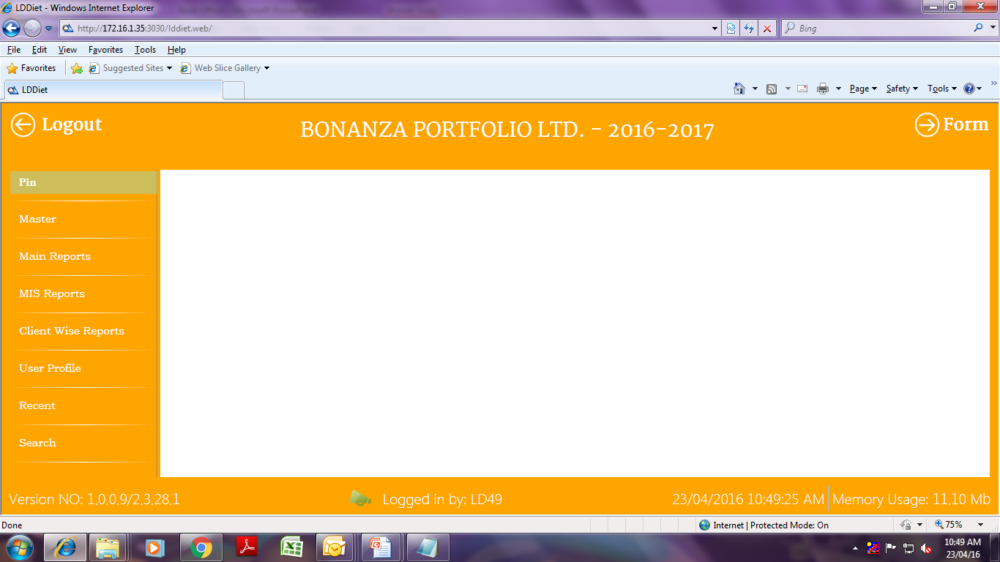 LDDiet - Windows Internet Explorer
http://172.16.1.35:3030/lddiet.web/
Bing
File Edit View Favorites Tools Help
Favorites Suggested Sites Web Slice Gallery
LDDiet
Page Safety Tools
Logout
BONANZA PORTFOLIO LTD. - 2016-2017
Form
Pin
Master
Main Reports
MIS Reports
Client Wise Reports
User Profile
Recent
Search
Version NO: 1.0.0.9/2.3.28.1
Logged in by: LD49
23/04/2016 10:49:25 AM
Memory Usage: 11.10 Mb
Done
Internet | Protected Mode: On
75%
10:49 AM
23/04/16